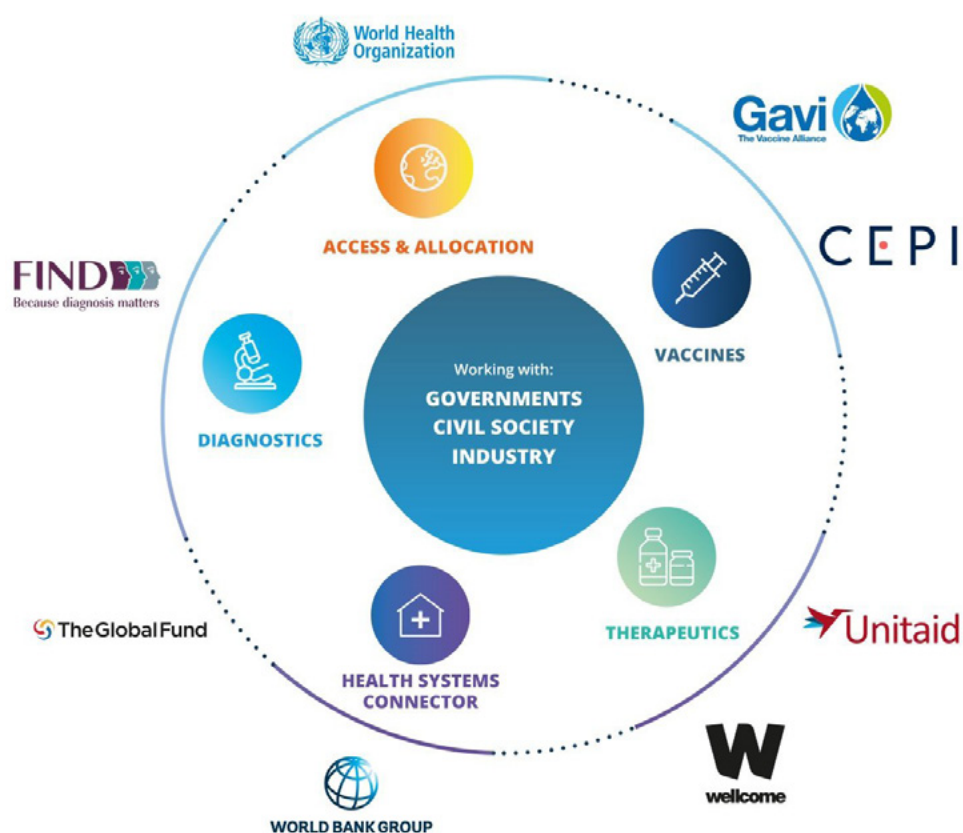 World Health
Organization
Gavi
The Vaccine Alliance
ACCESS & ALLOCATION
CEPI
FIND
Because diagnosis matters
VACCINES
Working with:
GOVERNMENTS
CIVIL SOCIETY
INDUSTRY
DIAGNOSTICS
TheGlobalFund
THERAPEUTICS
Unitaid
HEALTH SYSTEMS
CONNECTOR
W
wellcome
WORLD BANK GROUP